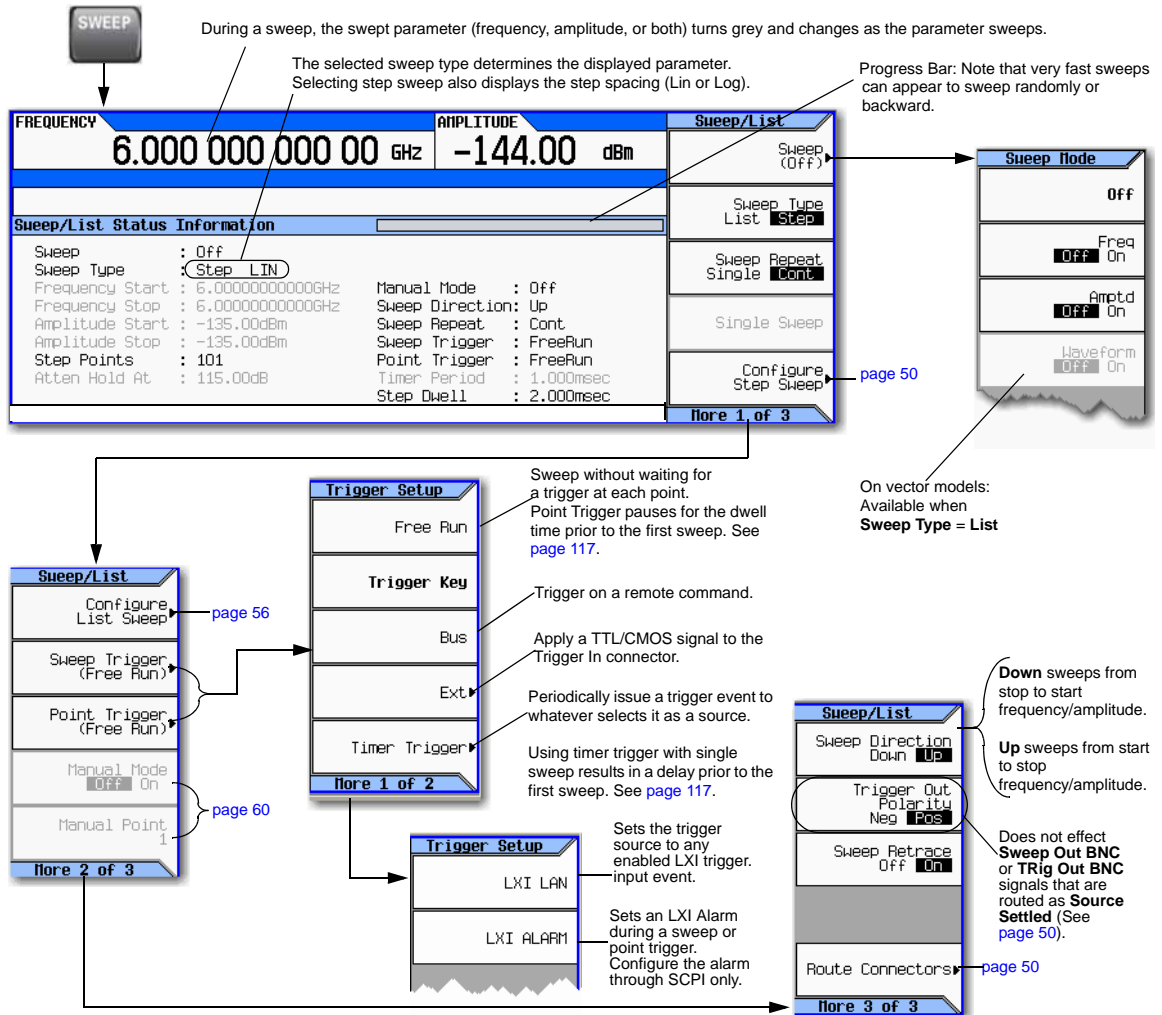 SWEEP
During a sweep, the swept parameter (frequency, amplitude, or both) turns grey and changes as the parameter sweeps.
The selected sweep type determines the displayed parameter.
Selecting step sweep also displays the step spacing (Lin or Log).
Progress Bar: Note that very fast sweeps
can appear to sweep randomly or
backward.
FREQUENCY
6.000 000 000 00 GHz
AMPLITUDE
-144.00 dBm
Sweep/List Status Information
Sweep : Off
Sweep Type : Step LIN
Frequency Start : 6.00000000000GHz
Frequency Stop : 6.00000000000GHz
Amplitude Start : -135.00dBm
Amplitude Stop : -135.00dBm
Step Points : 101
Atten Hold At : 115.00dB
Manual Mode : Off
Sweep Direction: Up
Sweep Repeat : Cont
Sweep Trigger : FreeRun
Point Trigger : FreeRun
Timer Period : 1.000msec
Step Dwell : 2.000msec
Sweep/List
Sweep
(Off)
Sweep Type
List Step
Sweep Repeat
Single Cont
Single Sweep
Configure
Step Sweep
More 1 of 3
page 50
Sweep Mode
Off
Freq
Off On
Amptd
Off On
Waveform
Off On
On vector models:
Available when
Sweep Type = List
Sweep/List
Configure
List Sweep
Sweep Trigger
(Free Run)
Point Trigger
(Free Run)
Manual Mode
Off On
Manual Point
1
More 2 of 3
page 56
page 60
Trigger Setup
Free Run
Trigger Key
Bus
Ext
Timer Trigger
More 1 of 2
Sweep without waiting for
a trigger at each point.
Point Trigger pauses for the dwell
time prior to the first sweep. See
page 117.
Trigger on a remote command.
Apply a TTL/CMOS signal to the
Trigger In connector.
Periodically issue a trigger event to
whatever selects it as a source.
Using timer trigger with single
sweep results in a delay prior to the
first sweep. See page 117.
Trigger Setup
LXI LAN
LXI ALARM
Sets the trigger
source to any
enabled LXI trigger.
input event.
Sets an LXI Alarm
during a sweep or
point trigger.
Configure the alarm
through SCPI only.
Sweep/List
Sweep Direction
Down Up
Trigger Out
Polarity
Neg Pos
Sweep Retrace
Off On
Route Connectors
More 3 of 3
Down sweeps from
stop to start
frequency/amplitude.
Up sweeps from start
to stop
frequency/amplitude.
Does not effect
Sweep Out BNC
or TRig Out BNC
signals that are
routed as Source
Settled (See
page 50).
page 50